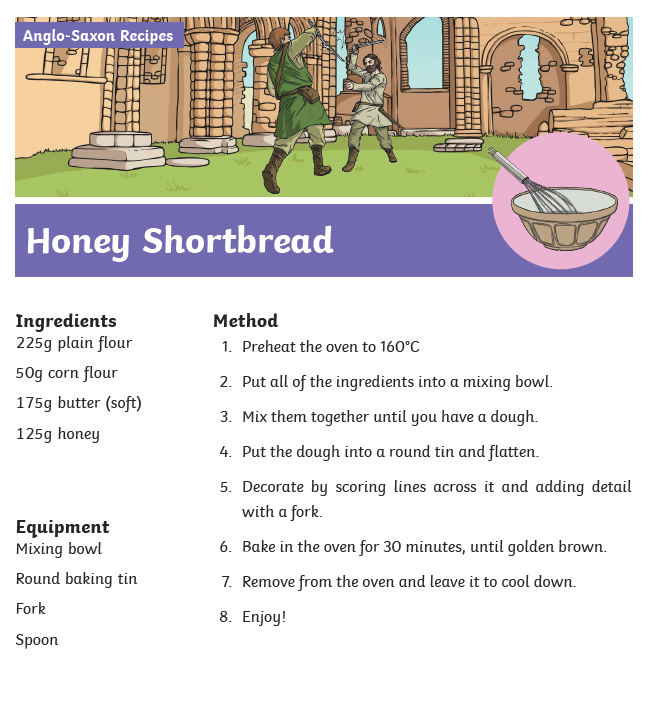 Anglo-Saxon Recipes
Honey Shortbread
Ingredients
225g plain flour
50g corn flour
175g butter (soft)
125g honey
Equipment
Mixing bowl
Round baking tin
Fork
Spoon
Method
1. Preheat the oven to 160°C
2. Put all of the ingredients into a mixing bowl.
3. Mix them together until you have a dough.
4. Put the dough into a round tin and flatten.
5. Decorate by scoring lines across it and adding detail
with a fork.
6. Bake in the oven for 30 minutes, until golden brown.
7. Remove from the oven and leave it to cool down.
8. Enjoy!